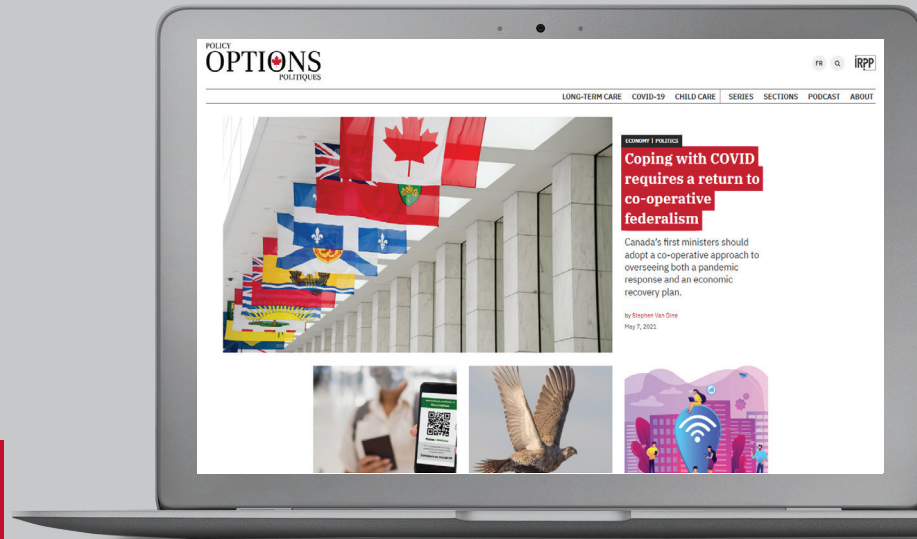 POLICY
OPTIONS
POLITIQUES
FR
IRPP
LONG-TERM CARE COVID-19 CHILD CARE SERIES SECTIONS PODCAST ABOUT
ECONOMY | POLITICS
Coping with COVID
requires a return to
co-operative
federalism
Canada's first ministers should
adopt a co-operative approach to
overseeing both a pandemic
response and an economic
recovery plan.
by Stephen Van Dine
May 7, 2021